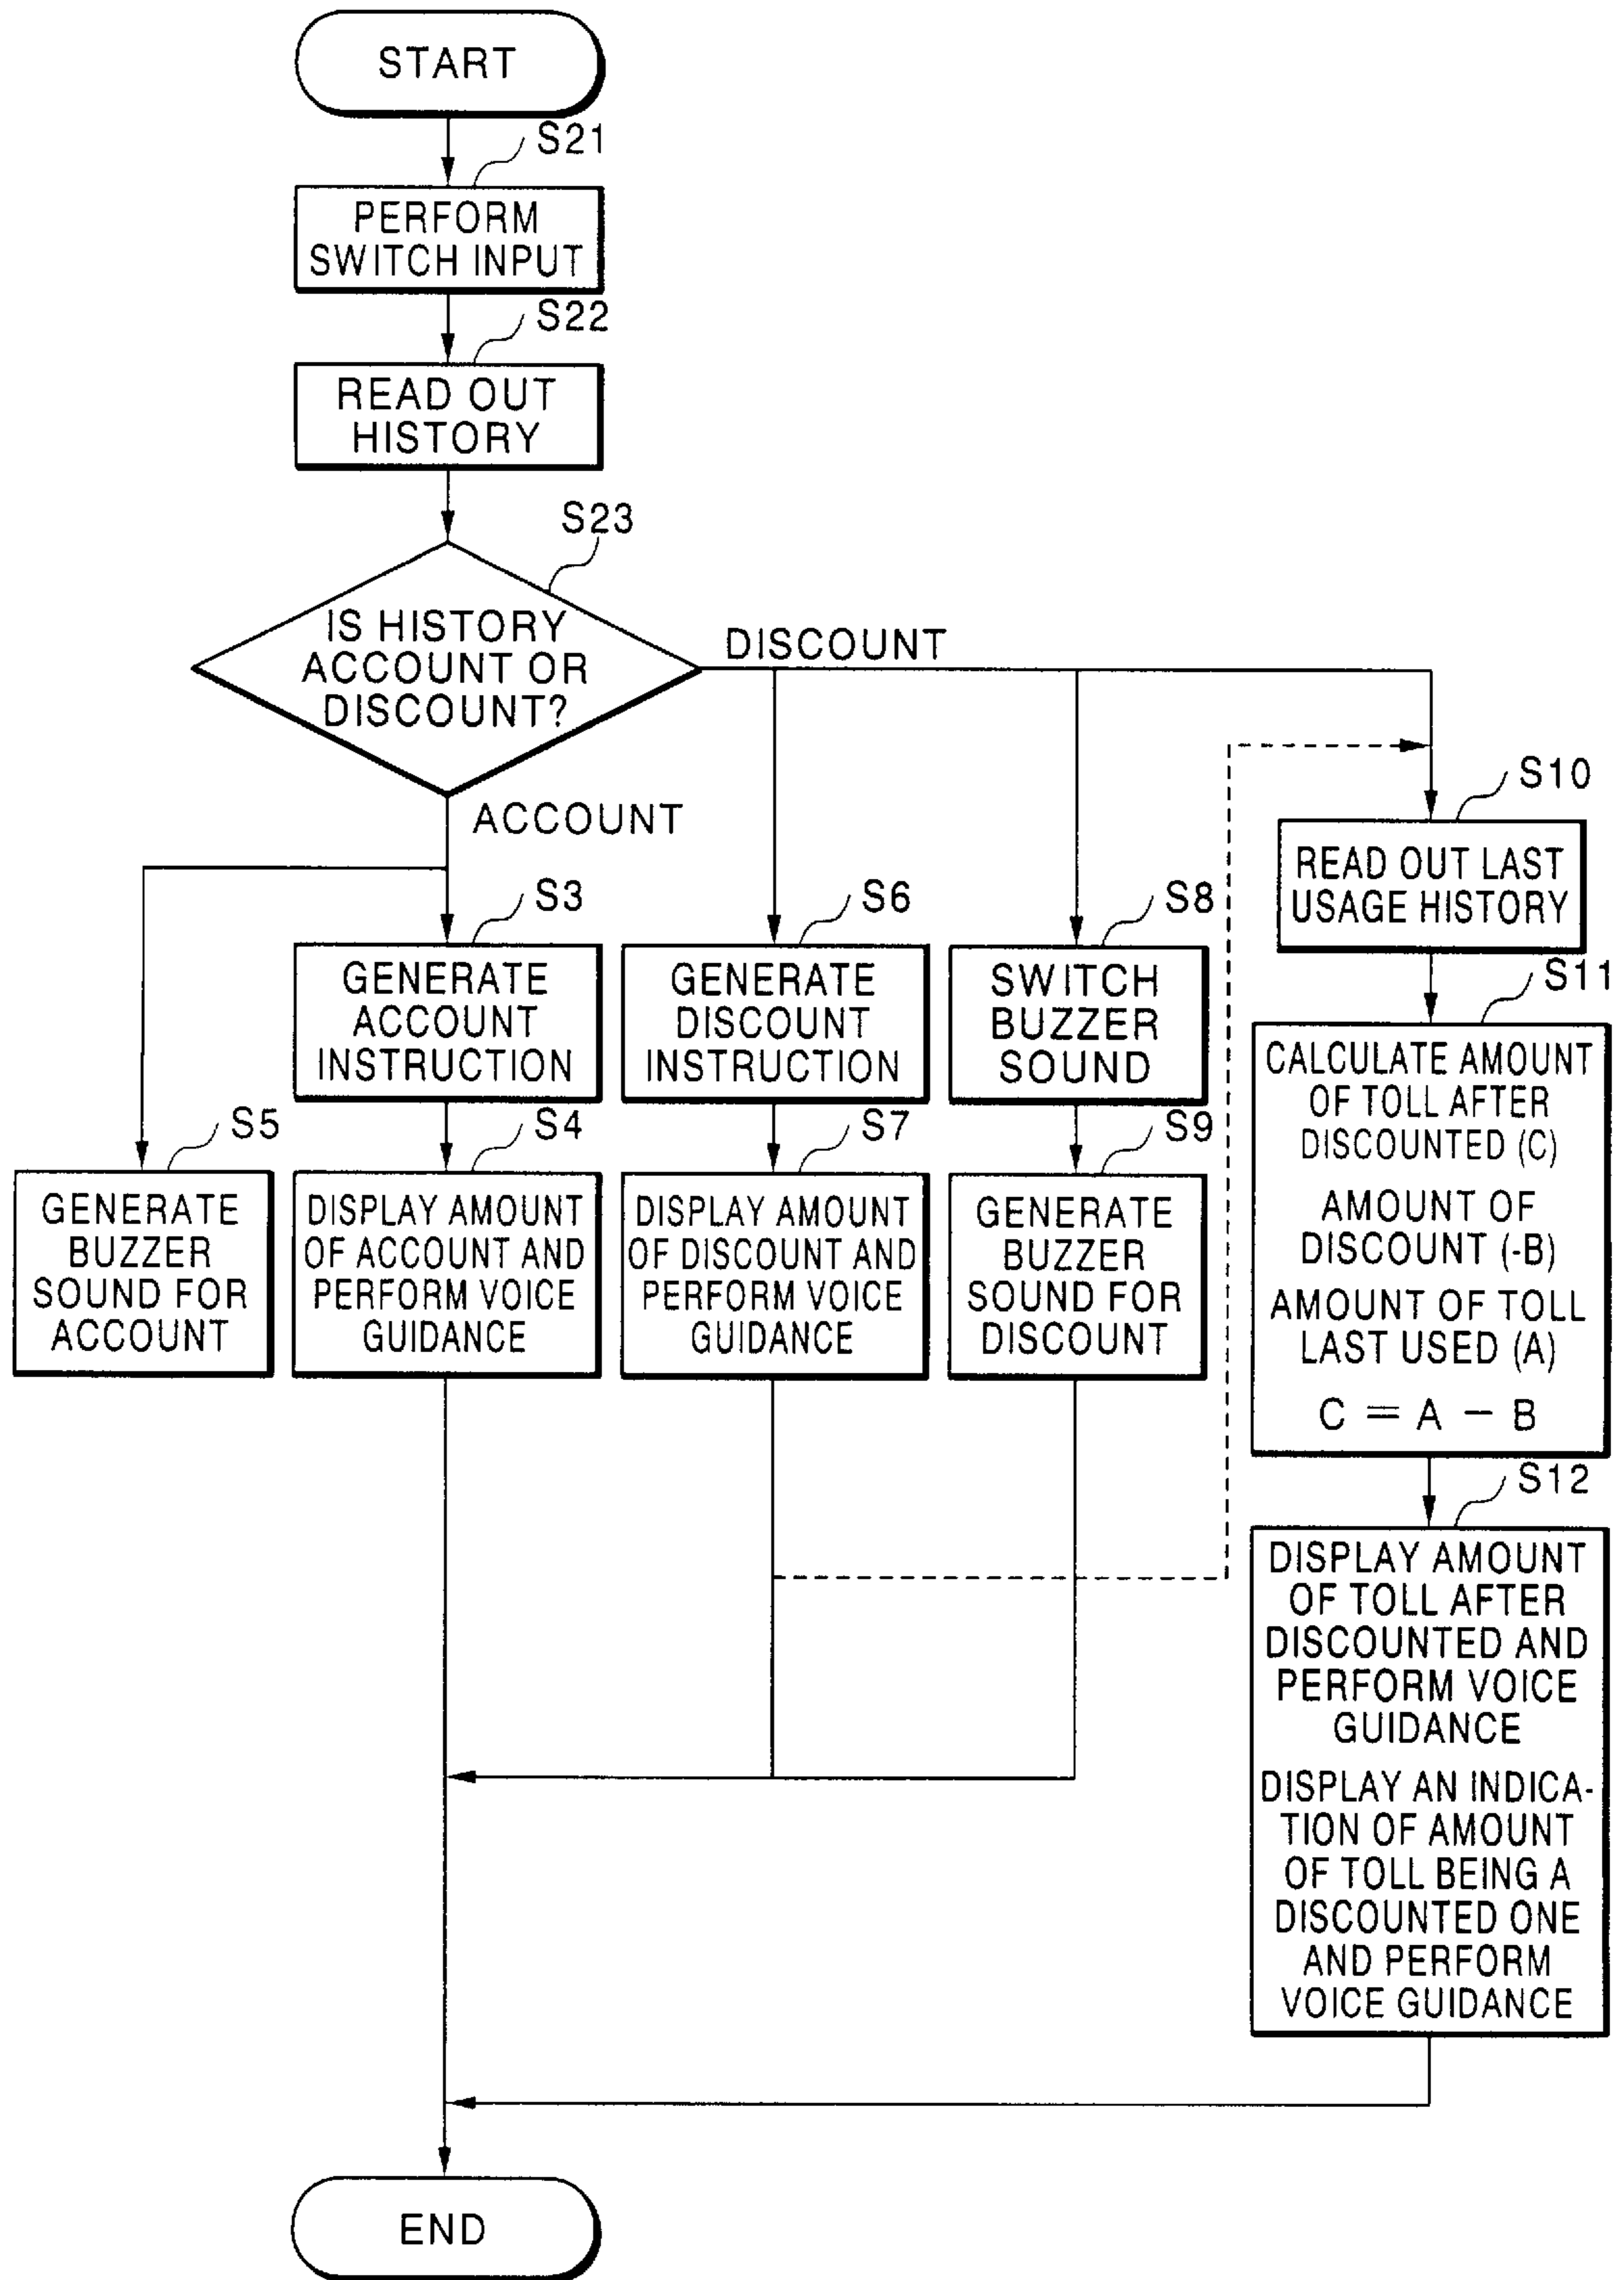 START
S21
PERFORM
SWITCH INPUT
S22
READ OUT
HISTORY
S23
IS HISTORY
ACCOUNT OR
DISCOUNT?
DISCOUNT
ACCOUNT
S5
GENERATE
BUZZER
SOUND FOR
ACCOUNT
S3
GENERATE
ACCOUNT
INSTRUCTION
S4
DISPLAY AMOUNT
OF ACCOUNT AND
PERFORM VOICE
GUIDANCE
S6
GENERATE
DISCOUNT
INSTRUCTION
S7
DISPLAY AMOUNT
OF DISCOUNT AND
PERFORM VOICE
GUIDANCE
S8
SWITCH
BUZZER
SOUND
S9
GENERATE
BUZZER
SOUND FOR
DISCOUNT
S10
READ OUT LAST
USAGE HISTORY
S11
CALCULATE AMOUNT
OF TOLL AFTER
DISCOUNTED (C)
AMOUNT OF
DISCOUNT (-B)
AMOUNT OF TOLL
LAST USED (A)
C = A - B
S12
DISPLAY AMOUNT
OF TOLL AFTER
DISCOUNTED AND
PERFORM VOICE
GUIDANCE
DISPLAY AN INDICA-
TION OF AMOUNT
OF TOLL BEING A
DISCOUNTED ONE
AND PERFORM
VOICE GUIDANCE
END